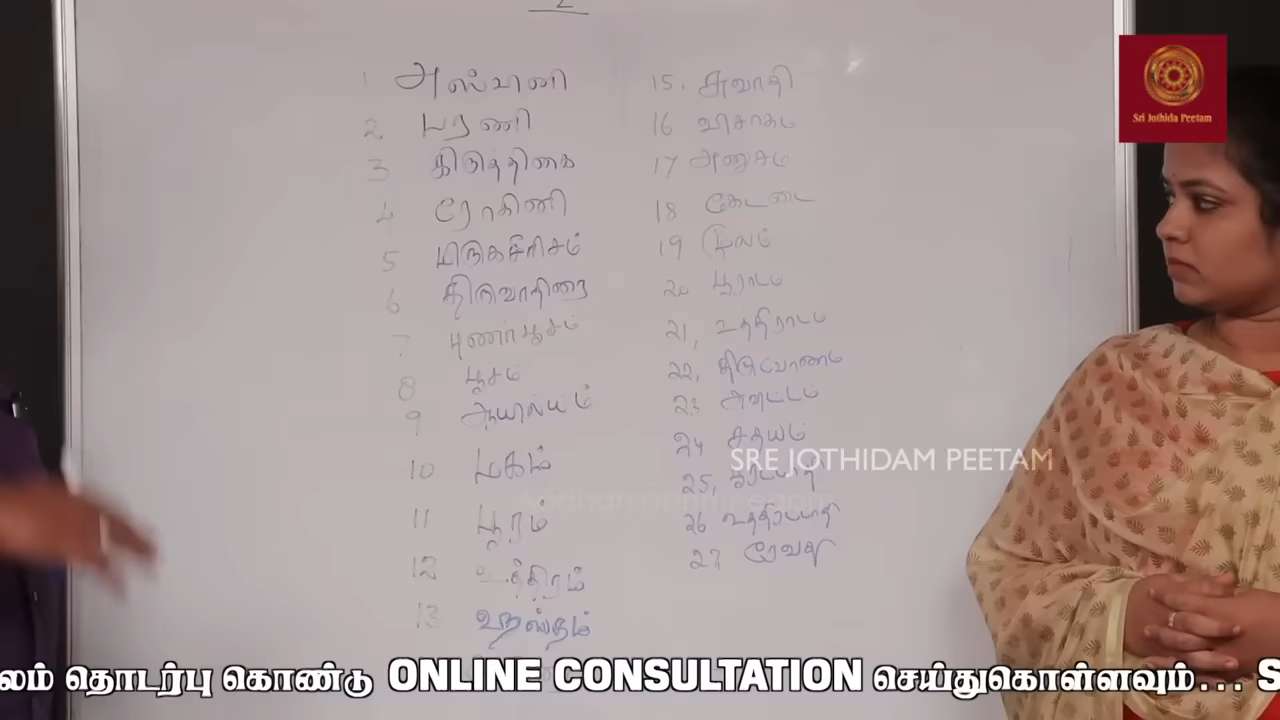 1 அஸ்வினி
2 பரணி
3 கிருத்திகை
4 ரோகினி
5 மிருகசீரிசம்
6 திருவாதிரை
7 புணர்பூசம்
8 பூசம்
9 ஆயில்யம்
10 மகம்
11 பூரம்
12 உத்திரம்
13 ஹஸ்தம்
15. சுவாதி
16 விசாகம்
17 அனுசம்
18 கேட்டை
19 மூலம்
20 பூராடம்
21, உத்திராடம்
22, திருவோணம்
23 அவிட்டம்
24 சதயம்
25,
26 உத்திரட்டாதி
27, ரேவதி
Sri Jothida Peetam
SRE JOTHIDAM PEETAM
லம் தொடர்பு கொண்டு ONLINE CONSULTATION செய்துகொள்ளவும்... S